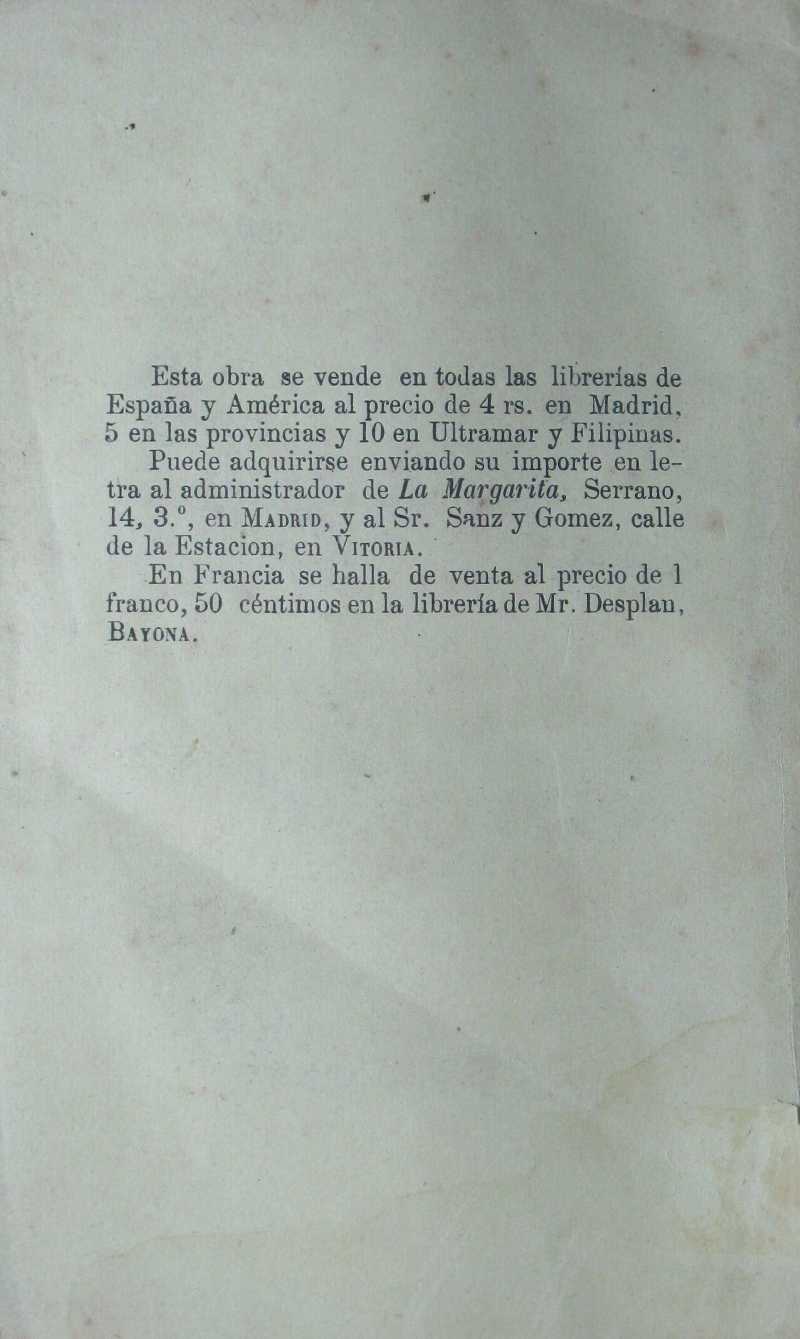 Esta obra se vende en todas las librerías de
España y América al precio de 4 rs. en Madrid,
5 en las provincias y 10 en Ultramar y Filipinas.
Puede adquirirse enviando su importe en le-
tra al administrador de La Margarita, Serrano,
14, 3.º, en MADRID, y al Sr. Sanz y Gomez, calle
de la Estacion, en VITORIA.
En Francia se halla de venta al precio de 1
franco, 50 céntimos en la librería de Mr. Desplan,
BAYONA.